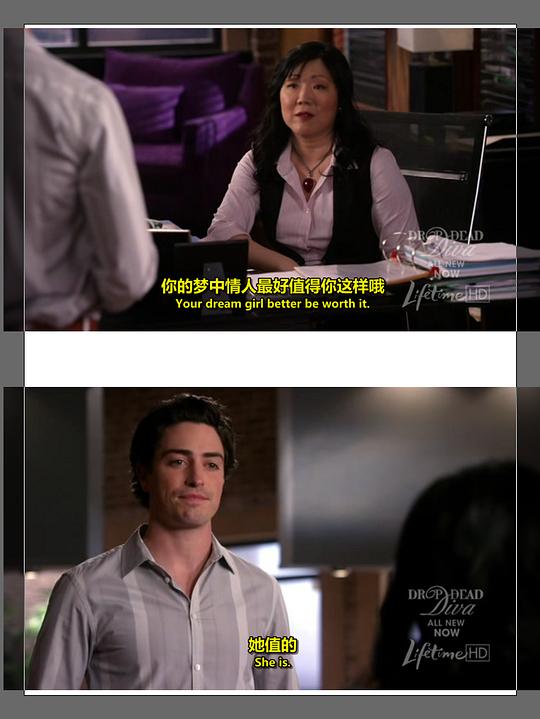 DROP DEAD
Diva
ALL NEW
NOW
Lifetime HD
你的梦中情人最好值得你这样哦
Your dream girl better be worth it.
DROP DEAD
Diva
ALL NEW
NOW
Lifetime HD
她值的
She is.